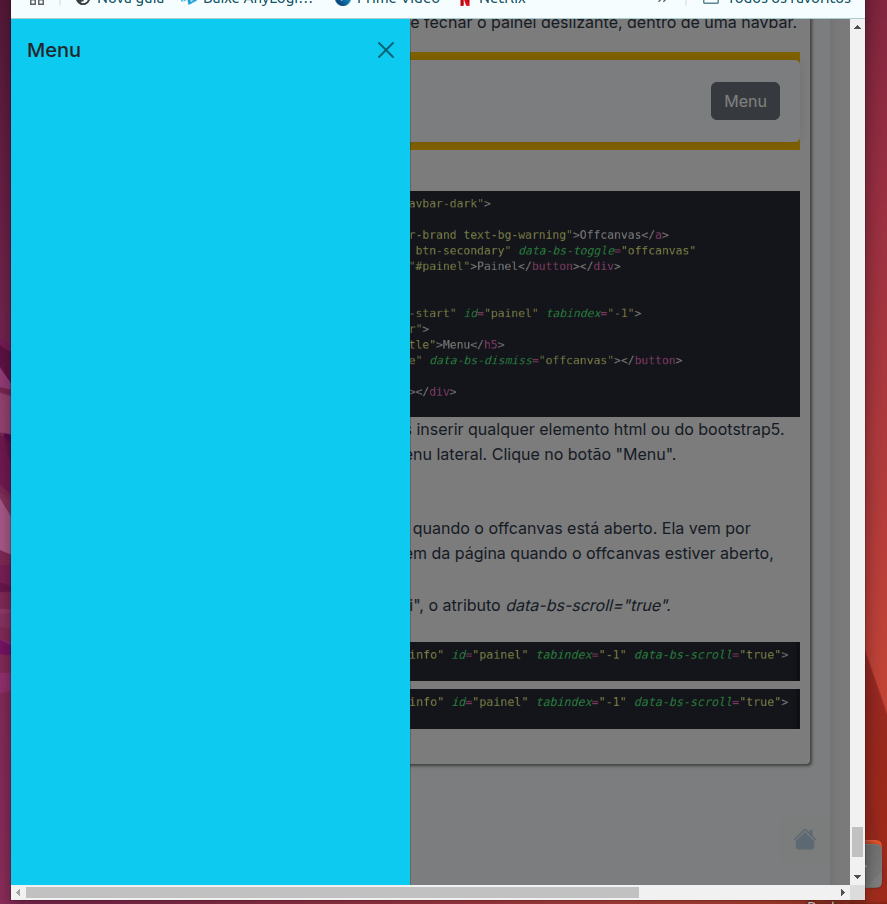 Nova guia Baixe AnyLogi... Prime Video Netflix » Todos os favoritos
e fechar o painel deslizante, dentro de uma navbar.
Menu
Menu
avbar-dark">
r-brand text-bg-warning">Offcanvas</a>
btn-secondary" data-bs-toggle="offcanvas"
"#painel">Painel</button></div>
-start" id="painel" tabindex="-1">
r">
tle">Menu</h5>
e" data-bs-dismiss="offcanvas"></button>
></div>
s inserir qualquer elemento html ou do bootstrap5.
enu lateral. Clique no botão "Menu".
quando o offcanvas está aberto. Ela vem por
em da página quando o offcanvas estiver aberto,
i", o atributo data-bs-scroll="true".
info" id="painel" tabindex="-1" data-bs-scroll="true">
info" id="painel" tabindex="-1" data-bs-scroll="true">